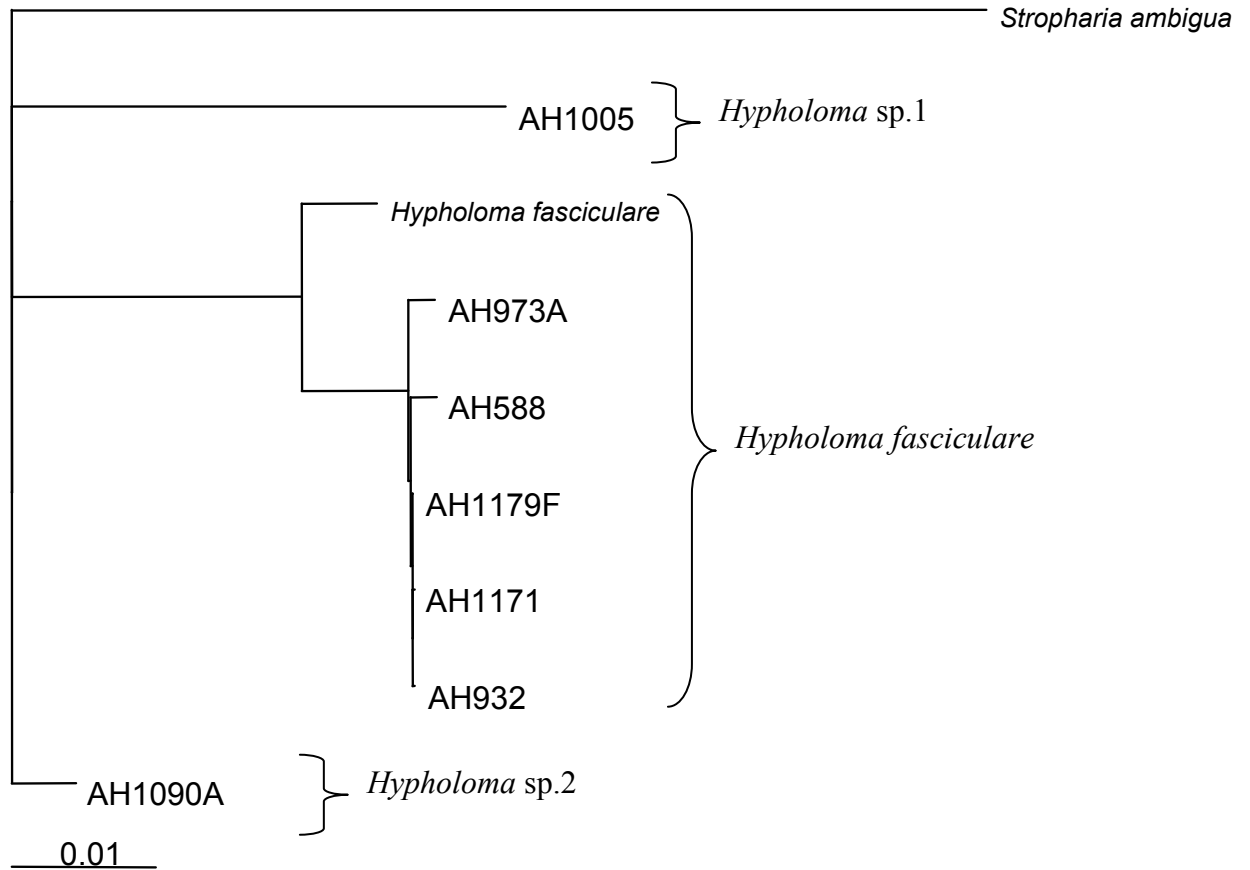 Stropharia ambigua
AH1005
Hypholoma sp.1
Hypholoma fasciculare
AH973A
AH588
Hypholoma fasciculare
AH1179F
AH1171
AH932
AH1090A
Hypholoma sp.2
0.01